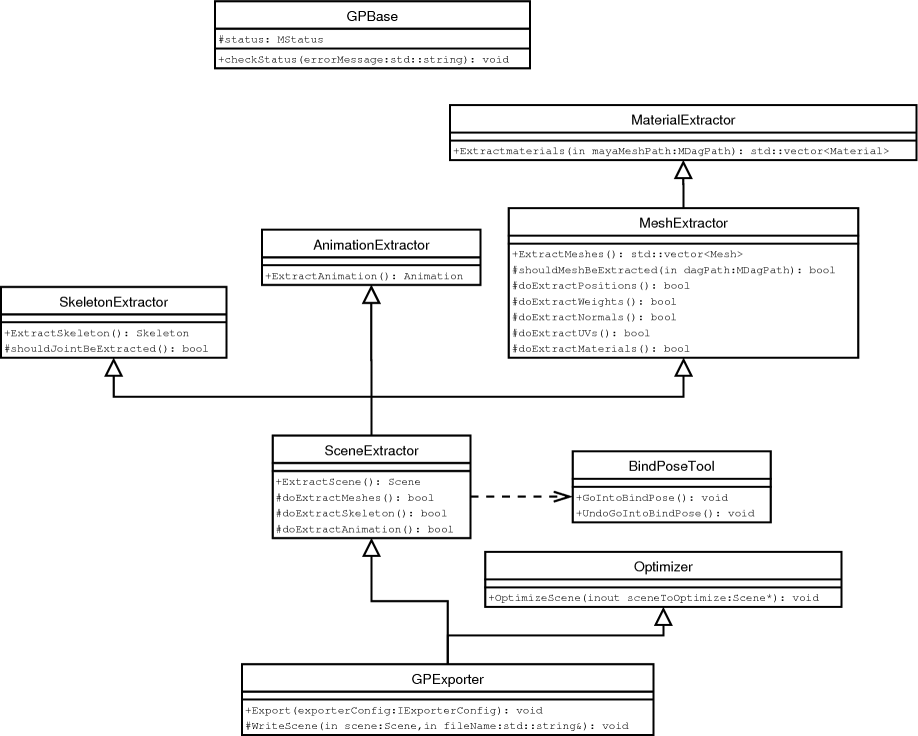 GPBase
#status: MStatus
+checkStatus(errorMessage:std::string): void
MaterialExtractor
+Extractmaterials(in mayaMeshPath:MDagPath): std::vector<Material>
MeshExtractor
+ExtractMeshes(): std::vector<Mesh>
#shouldMeshBeExtracted(in dagPath:MDagPath): bool
#doExtractPositions(): bool
#doExtractWeights(): bool
#doExtractNormals(): bool
#doExtractUVs(): bool
#doExtractMaterials(): bool
AnimationExtractor
+ExtractAnimation(): Animation
SkeletonExtractor
+ExtractSkeleton(): Skeleton
#shouldJointBeExtracted(): bool
SceneExtractor
+ExtractScene(): Scene
#doExtractMeshes(): bool
#doExtractSkeleton(): bool
#doExtractAnimation(): bool
BindPoseTool
+GoIntoBindPose(): void
+UndoGoIntoBindPose(): void
Optimizer
+OptimizeScene(inout sceneToOptimize:Scene*): void
GPExporter
+Export(exporterConfig:IExporterConfig): void
#WriteScene(in scene:Scene,in fileName:std::string&): void